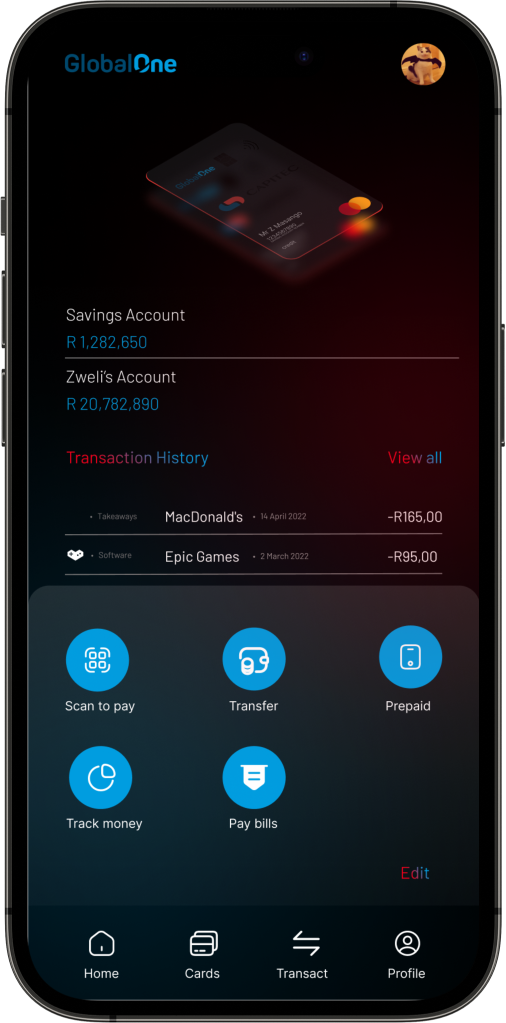 GlobalOne
GlobalOne
CAPITEC
Mr Z Masango
credit
Savings Account
R 1,282,650
Zweli's Account
R 20,782,890
Transaction History View all
• Takeaways MacDonald's • 14 April 2022 -R165,00
• Software Epic Games • 2 March 2022 -R95,00
Scan to pay Transfer Prepaid
Track money Pay bills
Edit
Home Cards Transact Profile